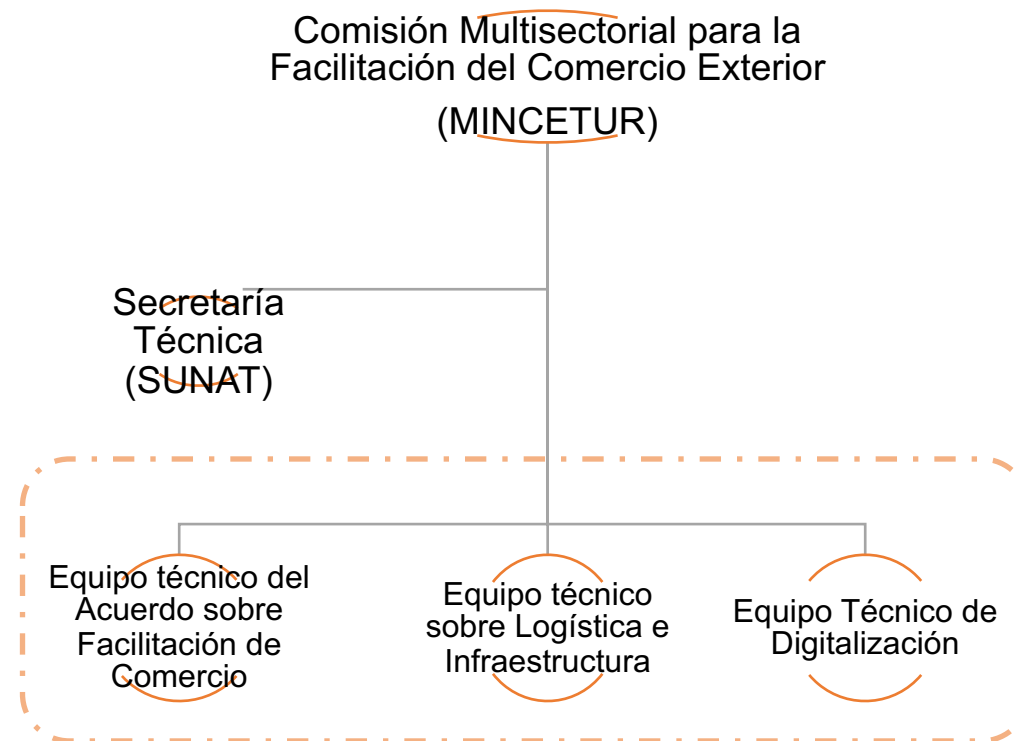 Comisión Multisectorial para la
Facilitación del Comercio Exterior
(MINCETUR)
Secretaría
Técnica
(SUNAT)
Equipo técnico del
Acuerdo sobre
Facilitación de
Comercio
Equipo técnico
sobre Logística e
Infraestructura
Equipo Técnico de
Digitalización